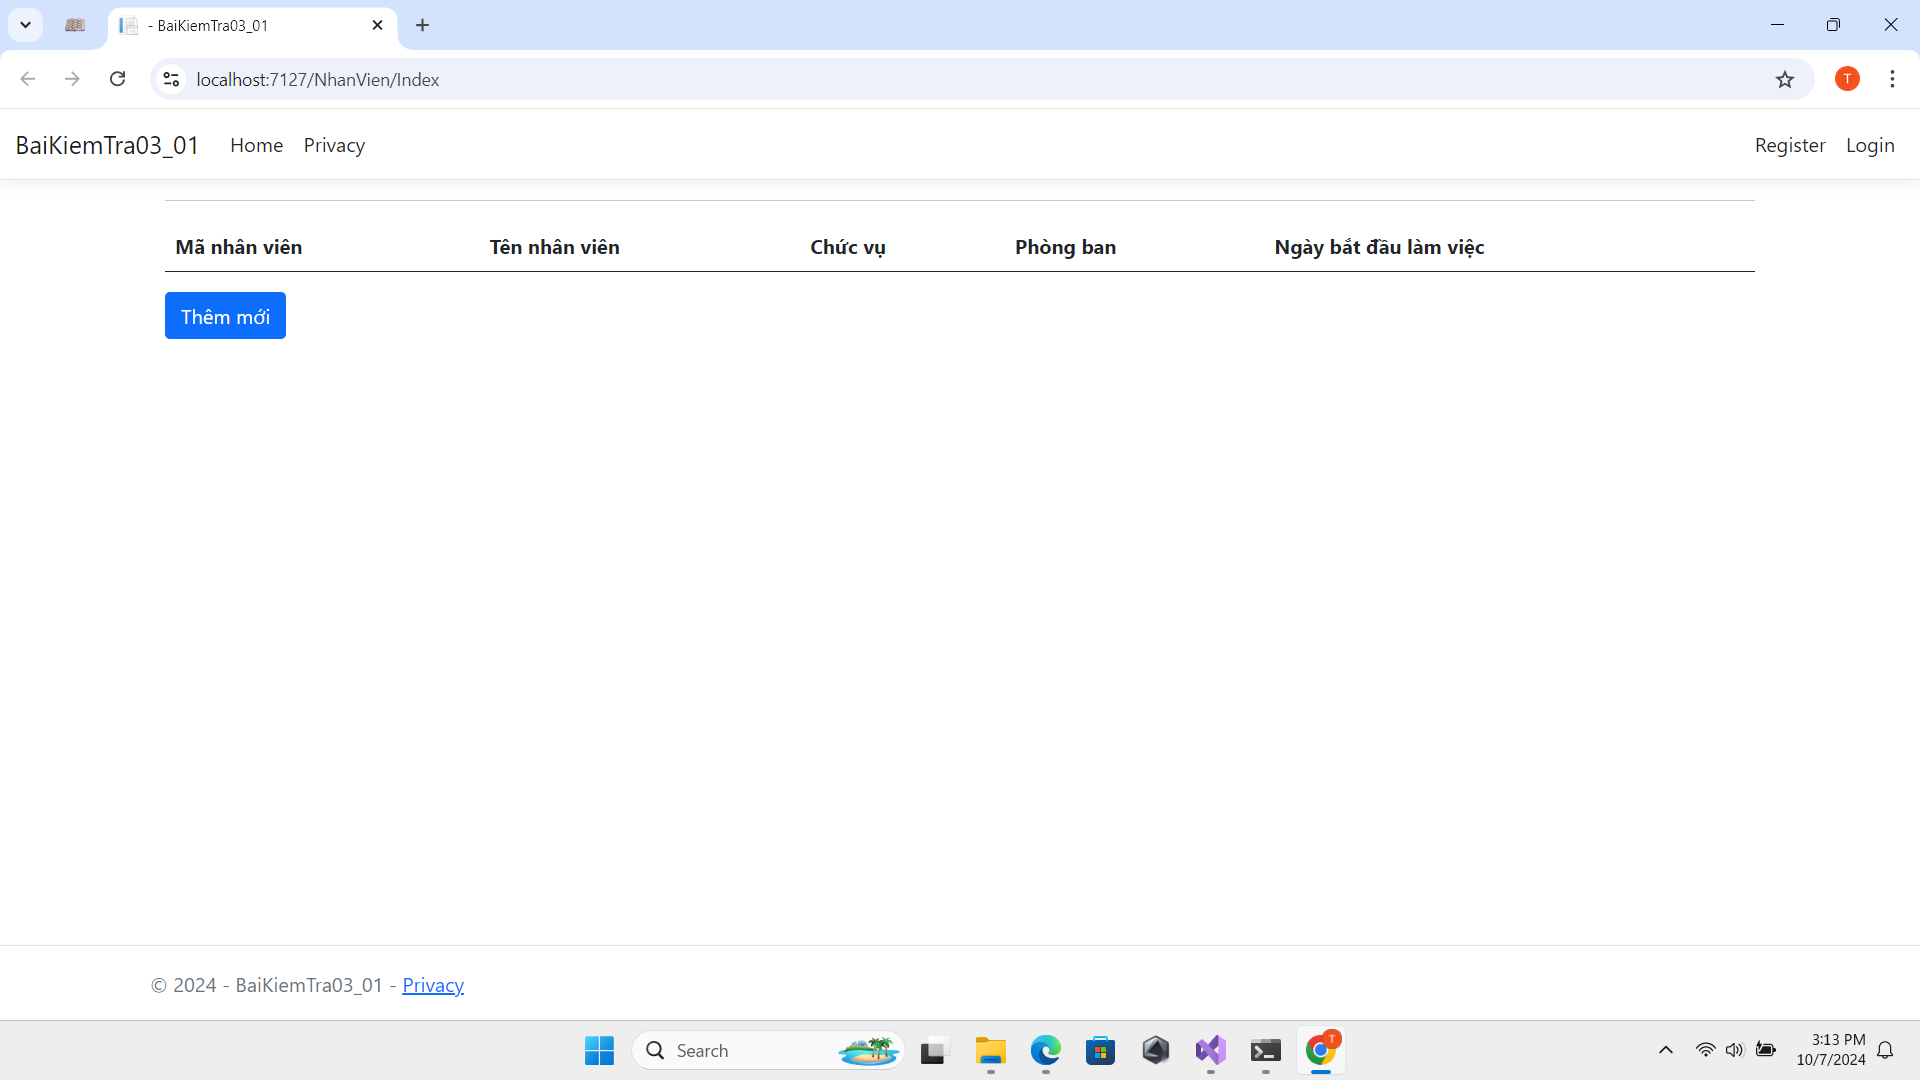 - BaiKiemTra03_01
localhost:7127/NhanVien/Index
T
BaiKiemTra03_01 Home Privacy Register Login
Mã nhân viên Tên nhân viên Chức vụ Phòng ban Ngày bắt đầu làm việc
Thêm mới
© 2024 - BaiKiemTra03_01 - Privacy
Search
T
3:13 PM
10/7/2024